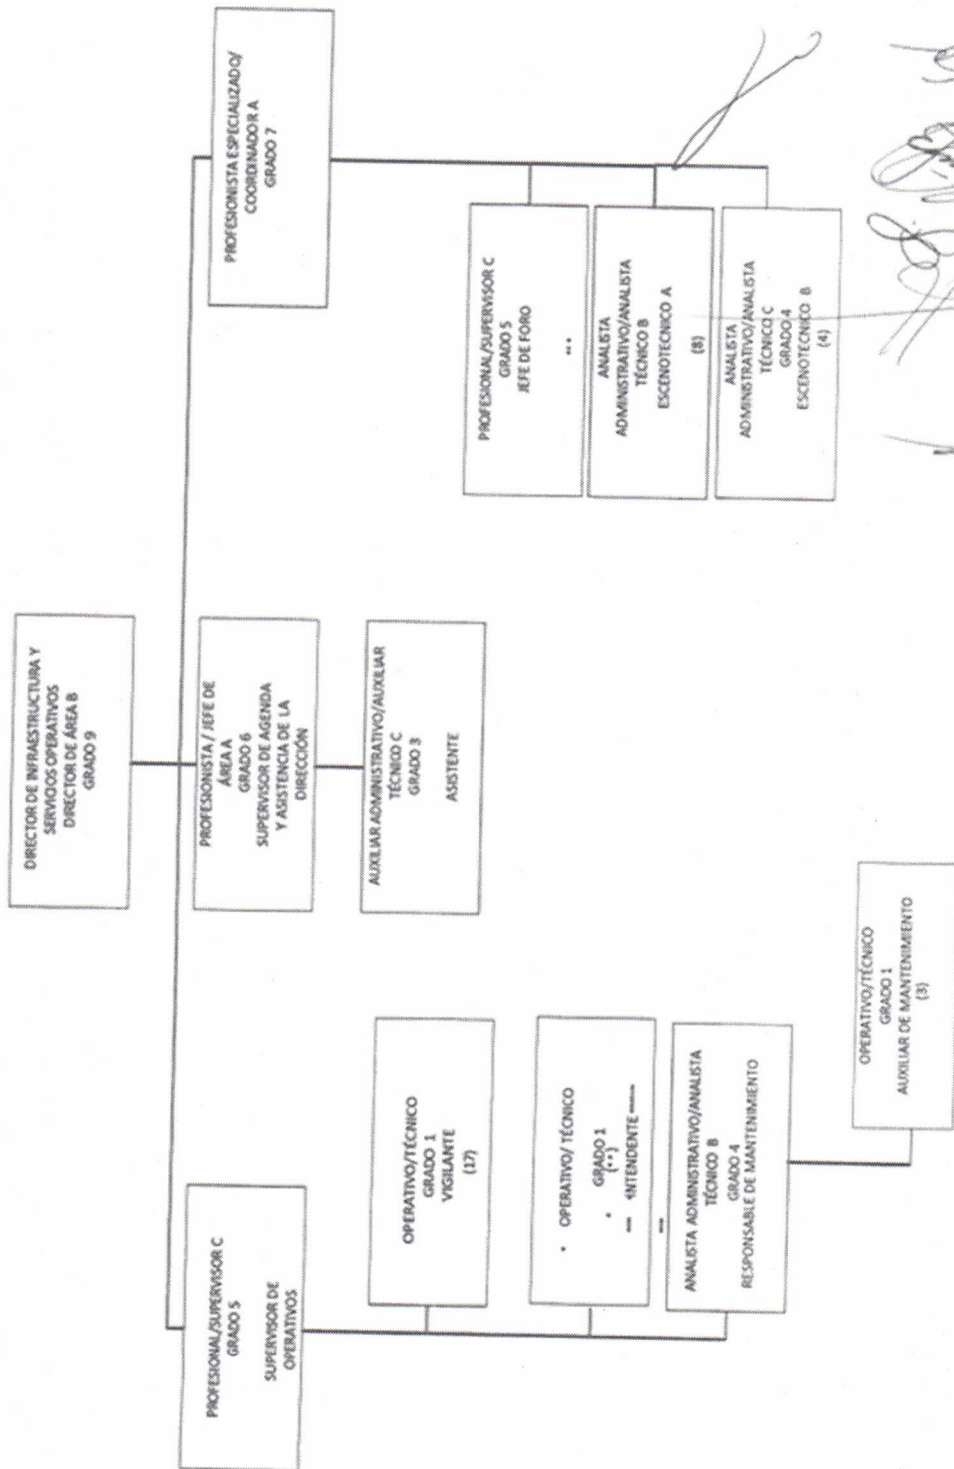 DIRECTOR DE INFRAESTRUCTURA Y
SERVICIOS OPERATIVOS
DIRECTOR DE ÁREA B
GRADO 9
PROFESIONAL/SUPERVISOR C
GRADO 5
SUPERVISOR DE
OPERATIVOS
PROFESIONISTA / JEFE DE
ÁREA A
GRADO 6
SUPERVISOR DE AGENDA
Y ASISTENCIA DE LA
DIRECCIÓN
PROFESIONISTA ESPECIALIZADO/
COORDINADOR A
GRADO 7
AUXILIAR ADMINISTRATIVO/AUXILIAR
TÉCNICO C
GRADO 3
ASISTENTE
OPERATIVO/TÉCNICO
GRADO 1
VIGILANTE
(17)
OPERATIVO/ TÉCNICO
GRADO 1
(**)
INTENDENTE
ANALISTA ADMINISTRATIVO/ANALISTA
TÉCNICO B
GRADO 4
RESPONSABLE DE MANTENIMIENTO
OPERATIVO/TÉCNICO
GRADO 1
AUXILIAR DE MANTENIMIENTO
(3)
PROFESIONAL/SUPERVISOR C
GRADO 5
JEFE DE FORO
**
ANALISTA
ADMINISTRATIVO/ANALISTA
TÉCNICO B
ESCENOTECNICO A
(8)
ANALISTA
ADMINISTRATIVO/ANALISTA
TÉCNICO C
GRADO 4
ESCENOTECNICO B
(4)